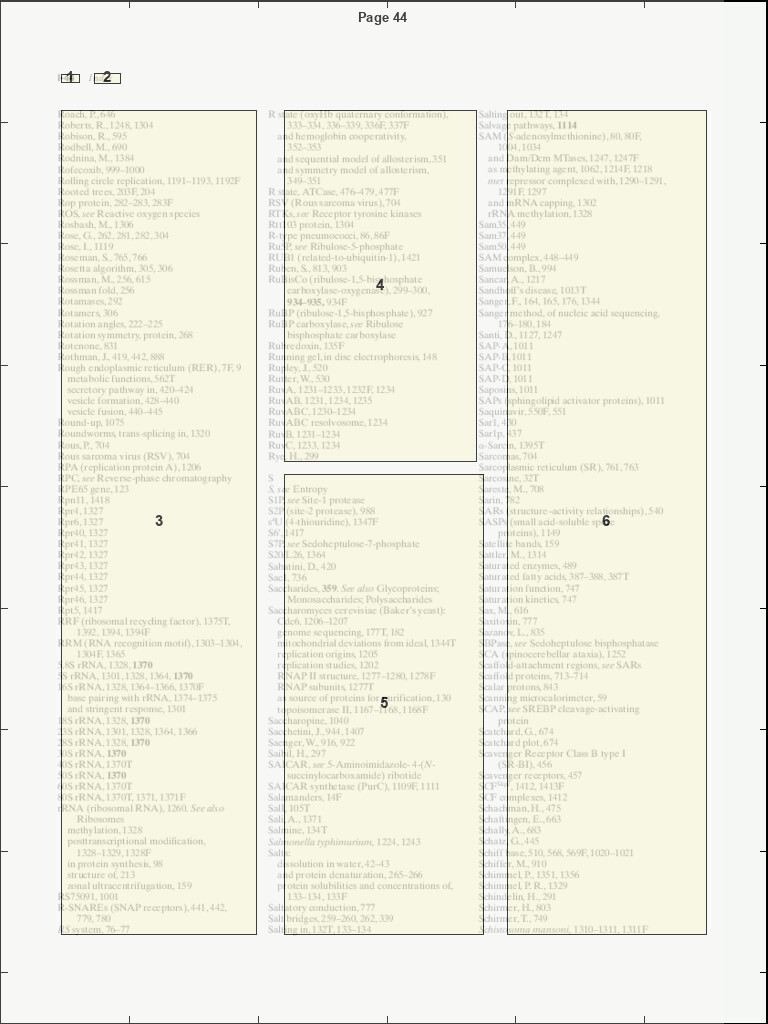 Page 44
1 2
Roach, P., 646
Roberts, R., 1248, 1304
Robison, R., 595
Rodbell, M., 690
Rodnina, M., 1384
Rofecoxib, 999–1000
Rolling circle replication, 1191–1193, 1192F
Rooted trees, 203F, 204
Rop protein, 282–283, 283F
ROS, see Reactive oxygen species
Rosbash, M., 1306
Rose, G., 262, 281, 282, 304
Rose, I., 1119
Roseman, S., 765, 766
Rosetta algorithm, 305, 306
Rossman, M., 256, 615
Rossman fold, 256
Rotamases, 292
Rotamers, 306
Rotation angles, 222–225
Rotation symmetry, protein, 268
Rotenone, 831
Rothman, J., 419, 442, 888
Rough endoplasmic reticulum (RER), 7F, 9
metabolic functions, 562T
secretory pathway in, 420–424
vesicle formation, 428–440
vesicle fusion, 440–445
Round-up, 1075
Roundworms, trans-splicing in, 1320
Rous, P., 704
Rous sarcoma virus (RSV), 704
RPA (replication protein A), 1206
RPC, see Reverse-phase chromatography
RPE65 gene, 123
Rpn11, 1418
Rpr4, 1327
Rpr6, 1327
Rpr40, 1327
Rpr41, 1327
Rpr42, 1327
Rpr43, 1327
Rpr44, 1327
Rpr45, 1327
Rpr46, 1327
Rpt5, 1417
RRF (ribosomal recycling factor), 1375T,
1392, 1394, 1394F
RRM (RNA recognition motif), 1303–1304,
1304F, 1365
5.8S rRNA, 1328, 1370
5S rRNA, 1301, 1328, 1364, 1370
16S rRNA, 1328, 1364–1366, 1370F
base pairing with rRNA, 1374–1375
and stringent response, 1301
18S rRNA, 1328, 1370
23S rRNA, 1301, 1328, 1364, 1366
28S rRNA, 1328, 1370
30S rRNA, 1370
40S rRNA, 1370T
50S rRNA, 1370
60S rRNA, 1370T
80S rRNA, 1370T, 1371, 1371F
rRNA (ribosomal RNA), 1260. See also
Ribosomes
methylation, 1328
posttranscriptional modification,
1328–1329, 1328F
in protein synthesis, 98
structure of, 213
zonal ultracentrifugation, 159
RS75091, 1001
R-SNAREs (SNAP receptors), 441, 442,
779, 780
RS system, 76–77
3
R state (oxyHb quaternary conformation),
333–334, 336–339, 336F, 337F
and hemoglobin cooperativity,
352–353
and sequential model of allosterism, 351
and symmetry model of allosterism,
349–351
R state, ATCase, 476–479, 477F
RSV (Rous sarcoma virus), 704
RTKs, see Receptor tyrosine kinases
Rtt103 protein, 1304
R-type pneumococci, 86, 86F
Ru5P, see Ribulose-5-phosphate
RUB1 (related-to-ubiquitin-1), 1421
Ruben, S., 813, 903
RuBisCo (ribulose-1,5-bisphosphate
carboxylase-oxygenase), 299–300,
934–935, 934F
RuBP (ribulose-1,5-bisphosphate), 927
RuBP carboxylase, see Ribulose
bisphosphate carboxylase
Rubredoxin, 135F
Running gel, in disc electrophoresis, 148
Rupley, J., 520
Rutter, W., 530
RuvA, 1231–1233, 1232F, 1234
RuvAB, 1231, 1234, 1235
RuvABC, 1230–1234
RuvABC resolvosome, 1234
RuvB, 1231–1234
RuvC, 1233, 1234
Rye, H., 299
4
S
S, see Entropy
S1P, see Site-1 protease
S2P (site-2 protease), 988
s⁴U (4-thiouridine), 1347F
S6', 1417
S7P, see Sedoheptulose-7-phosphate
S20/L26, 1364
Sabatini, D., 420
Sac1, 736
Saccharides, 359. See also Glycoproteins;
Monosaccharides; Polysaccharides
Saccharomyces cerevisiae (Baker's yeast):
Cdc6, 1206–1207
genome sequencing, 177T, 182
mitochondrial deviations from ideal, 1344T
replication origins, 1205
replication studies, 1202
RNAP II structure, 1277–1280, 1278F
RNAP subunits, 1277T
as source of proteins for purification, 130
topoisomerase II, 1167–1168, 1168F
Saccharopine, 1040
Sacchetini, J., 944, 1407
Saenger, W., 916, 922
Saibil, H., 297
SAICAR, see 5-Aminoimidazole- 4-(N-
succinylocarboxamide) ribotide
SAICAR synthetase (PurC), 1109F, 1111
Salamanders, 14F
Sall, 105T
Sali, A., 1371
Salmine, 134T
Salmonella typhimurium, 1224, 1243
Salts:
dissolution in water, 42–43
and protein denaturation, 265–266
protein solubilities and concentrations of,
133–134, 133F
Saltatory conduction, 777
Salt bridges, 259–260, 262, 339
Salting in, 132T, 133–134
5
Salting out, 132T, 134
Salvage pathways, 1114
SAM (S-adenosylmethionine), 80, 80F,
1004, 1034
and Dam/Dem MTases, 1247, 1247F
as methylating agent, 1062, 1214F, 1218
met repressor complexed with, 1290–1291,
1291F, 1297
and mRNA capping, 1302
rRNA methylation, 1328
Sam35, 449
Sam37, 449
Sam50, 449
SAM complex, 448–449
Samuelson, B., 994
Sancar, A., 1217
Sandhoff's disease, 1013T
Sanger, F., 164, 165, 176, 1344
Sanger method, of nucleic acid sequencing,
176–180, 184
Santi, D., 1127, 1247
SAP-A, 1011
SAP-B, 1011
SAP-C, 1011
SAP-D, 1011
Saposins, 1011
SAPs (sphingolipid activator proteins), 1011
Saquinavir, 550F, 551
Sar1, 430
Sar1p, 437
α-Sarcin, 1395T
Sarcomas, 704
Sarcoplasmic reticulum (SR), 761, 763
Sarcosine, 32T
Sareste, M., 708
Sarin, 782
SARs (structure–activity relationships), 540
SASPs (small acid-soluble spore
proteins), 1149
Satellite bands, 159
Sattler, M., 1314
Saturated enzymes, 489
Saturated fatty acids, 387–388, 387T
Saturation function, 747
Saturation kinetics, 747
Sax, M., 616
Saxitoxin, 777
Sazanov, L., 835
SBPase, see Sedoheptulose bisphosphatase
SCA (spinocerebellar ataxia), 1252
Scaffold-attachment regions, see SARs
Scaffold proteins, 713–714
Scalar protons, 843
Scanning microcalorimeter, 59
SCAP, see SREBP cleavage-activating
protein
Scatchard, G., 674
Scatchard plot, 674
Scavenger Receptor Class B type I
(SR-BI), 456
Scavenger receptors, 457
1412, 1413F
SCF complexes, 1412
Schachman, H., 475
Schaftingen, E., 663
Schally, A., 683
Schatz, G., 445
Schiff base, 510, 568, 569F, 1020–1021
Schiffer, M., 910
Schimmel, P., 1351, 1356
Schimmel, P. R., 1329
Schindelin, H., 291
Schirmer, H., 803
Schirmer, T., 749
Schistosoma mansoni, 1310–1311, 1311F
6